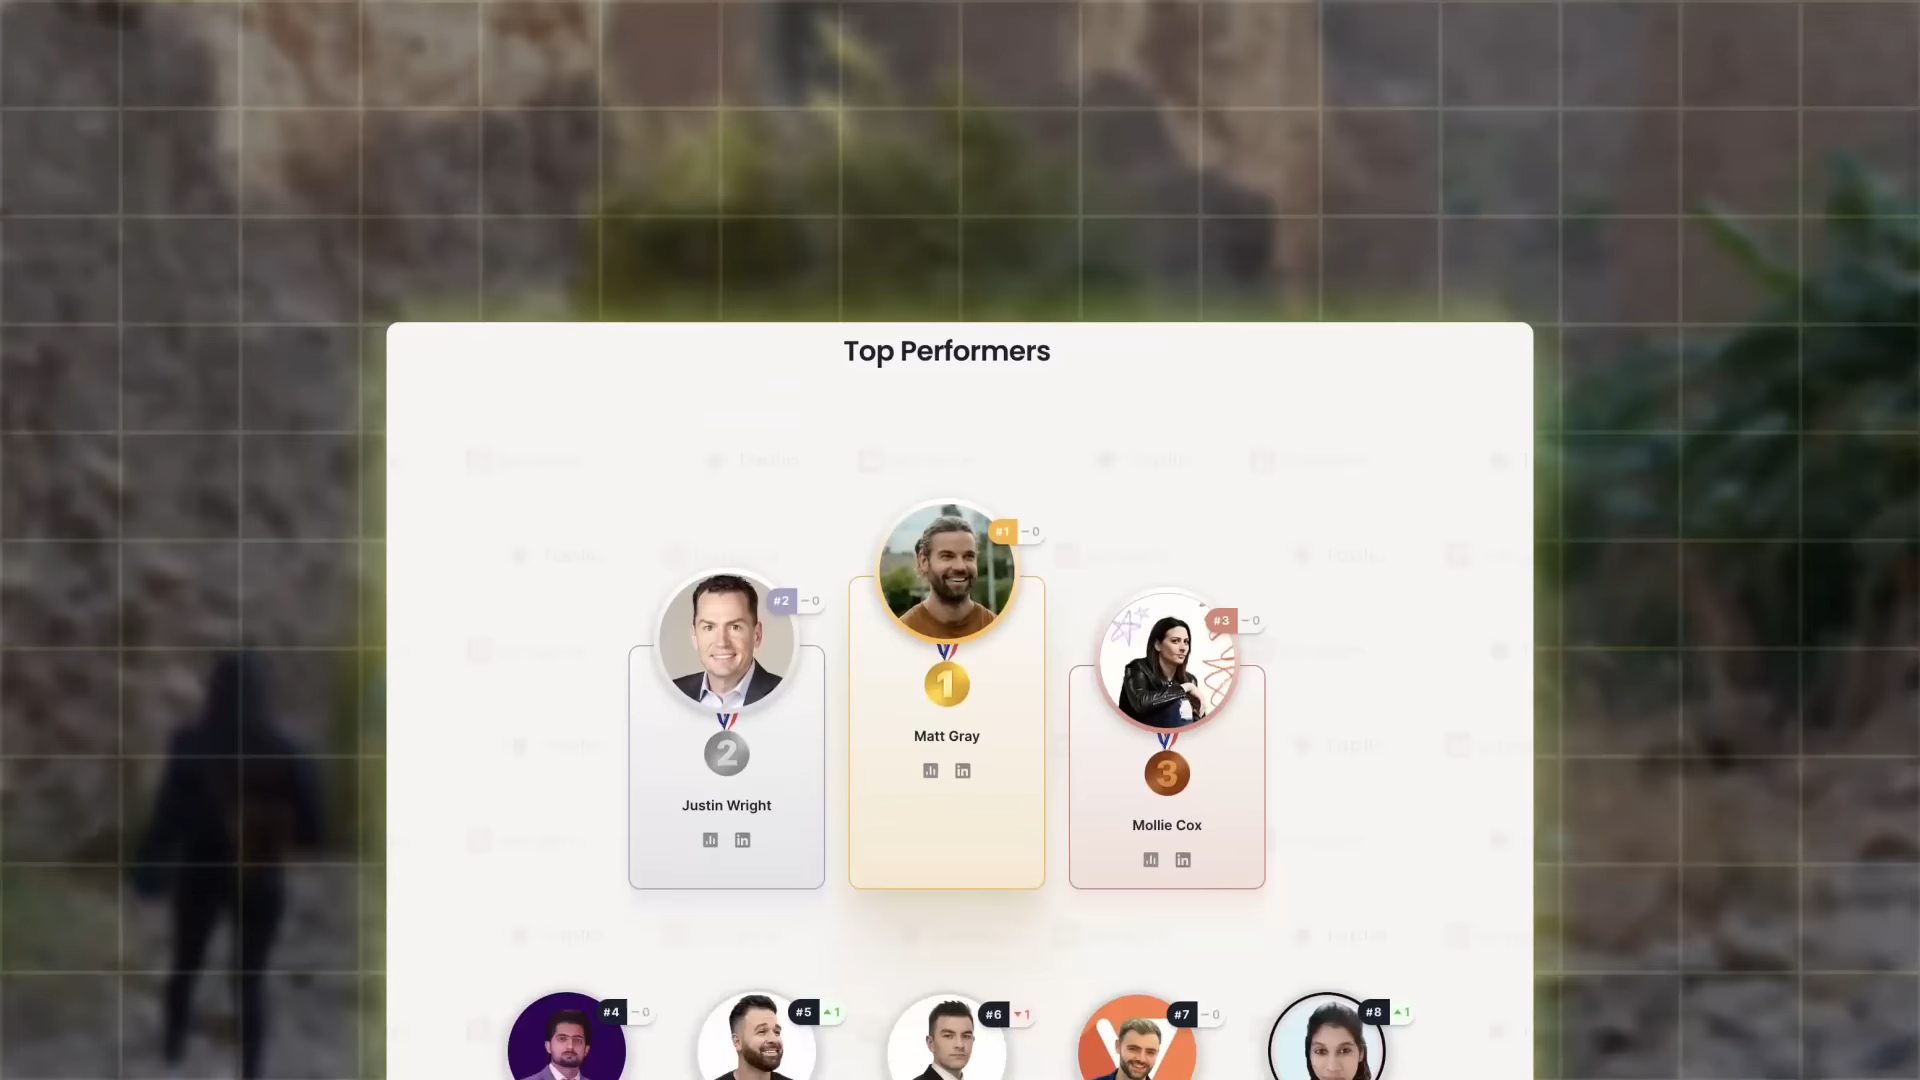 Top Performers
Taplio
#1 – 0
#2 – 0
#3 – 0
1
Matt Gray
2
Justin Wright
3
Mollie Cox
#4 – 0
#5 ▲1
#6 ▼1
#7 – 0
#8 ▲1